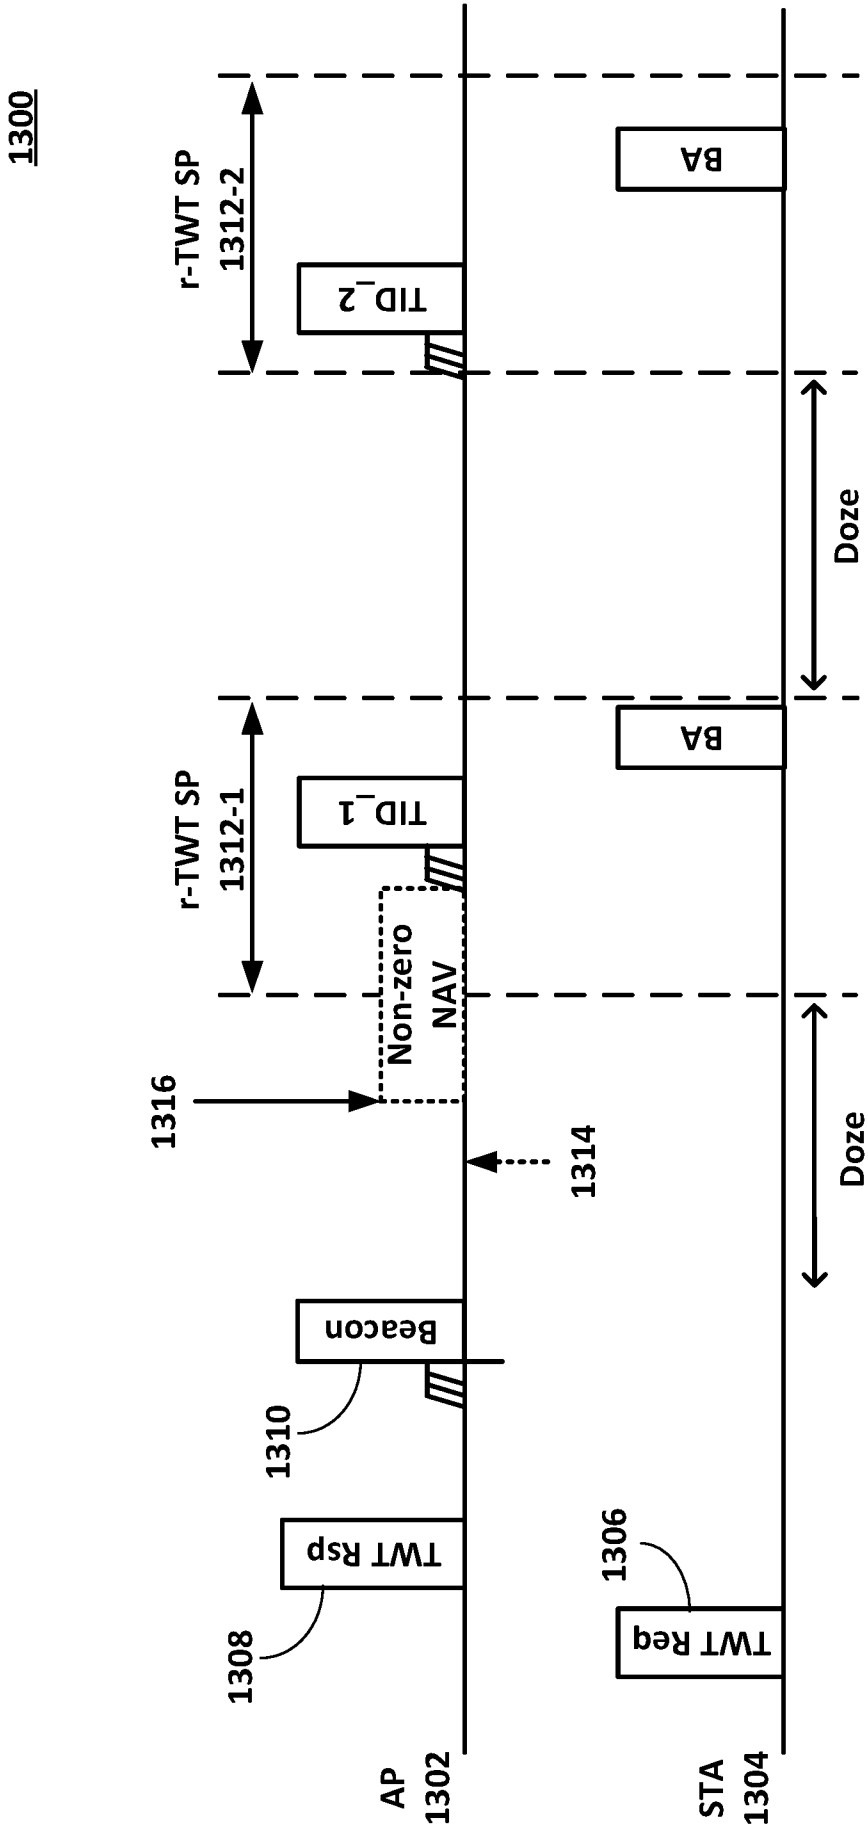 1300
r-TWT SP
1312-1
r-TWT SP
1312-2
1316
Non-zero
NAV
TID_1
TID_2
1308
TWT Rsp
1310
Beacon
AP
1302
1314
1306
TWT Req
BA
BA
STA
1304
Doze
Doze